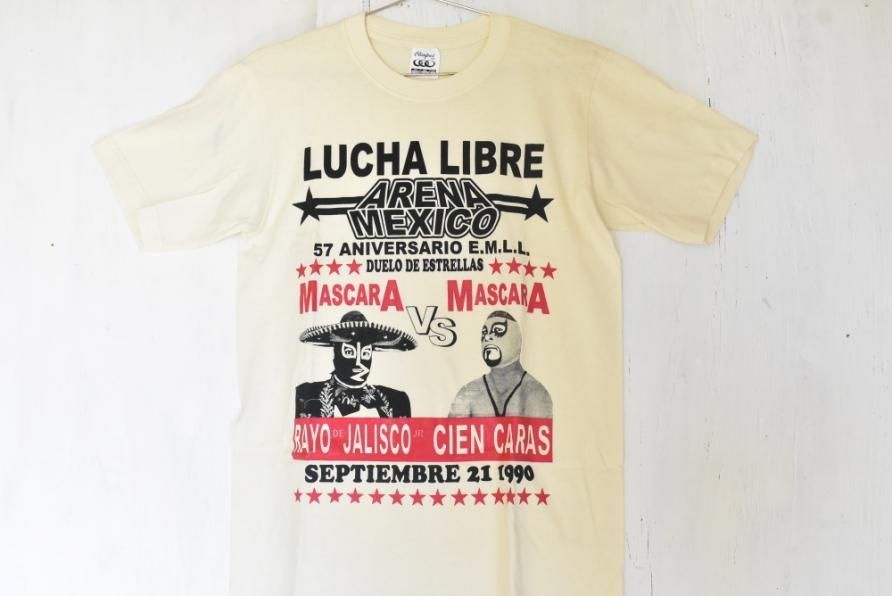 LUCHA LIBRE
ARENA
MEXICO
57 ANIVERSARIO E.M.L.L.
DUELO DE ESTRELLAS
MASCARA VS MASCARA
RAYO DE JALISCO JR. CIEN CARAS
SEPTIEMBRE 21 1990